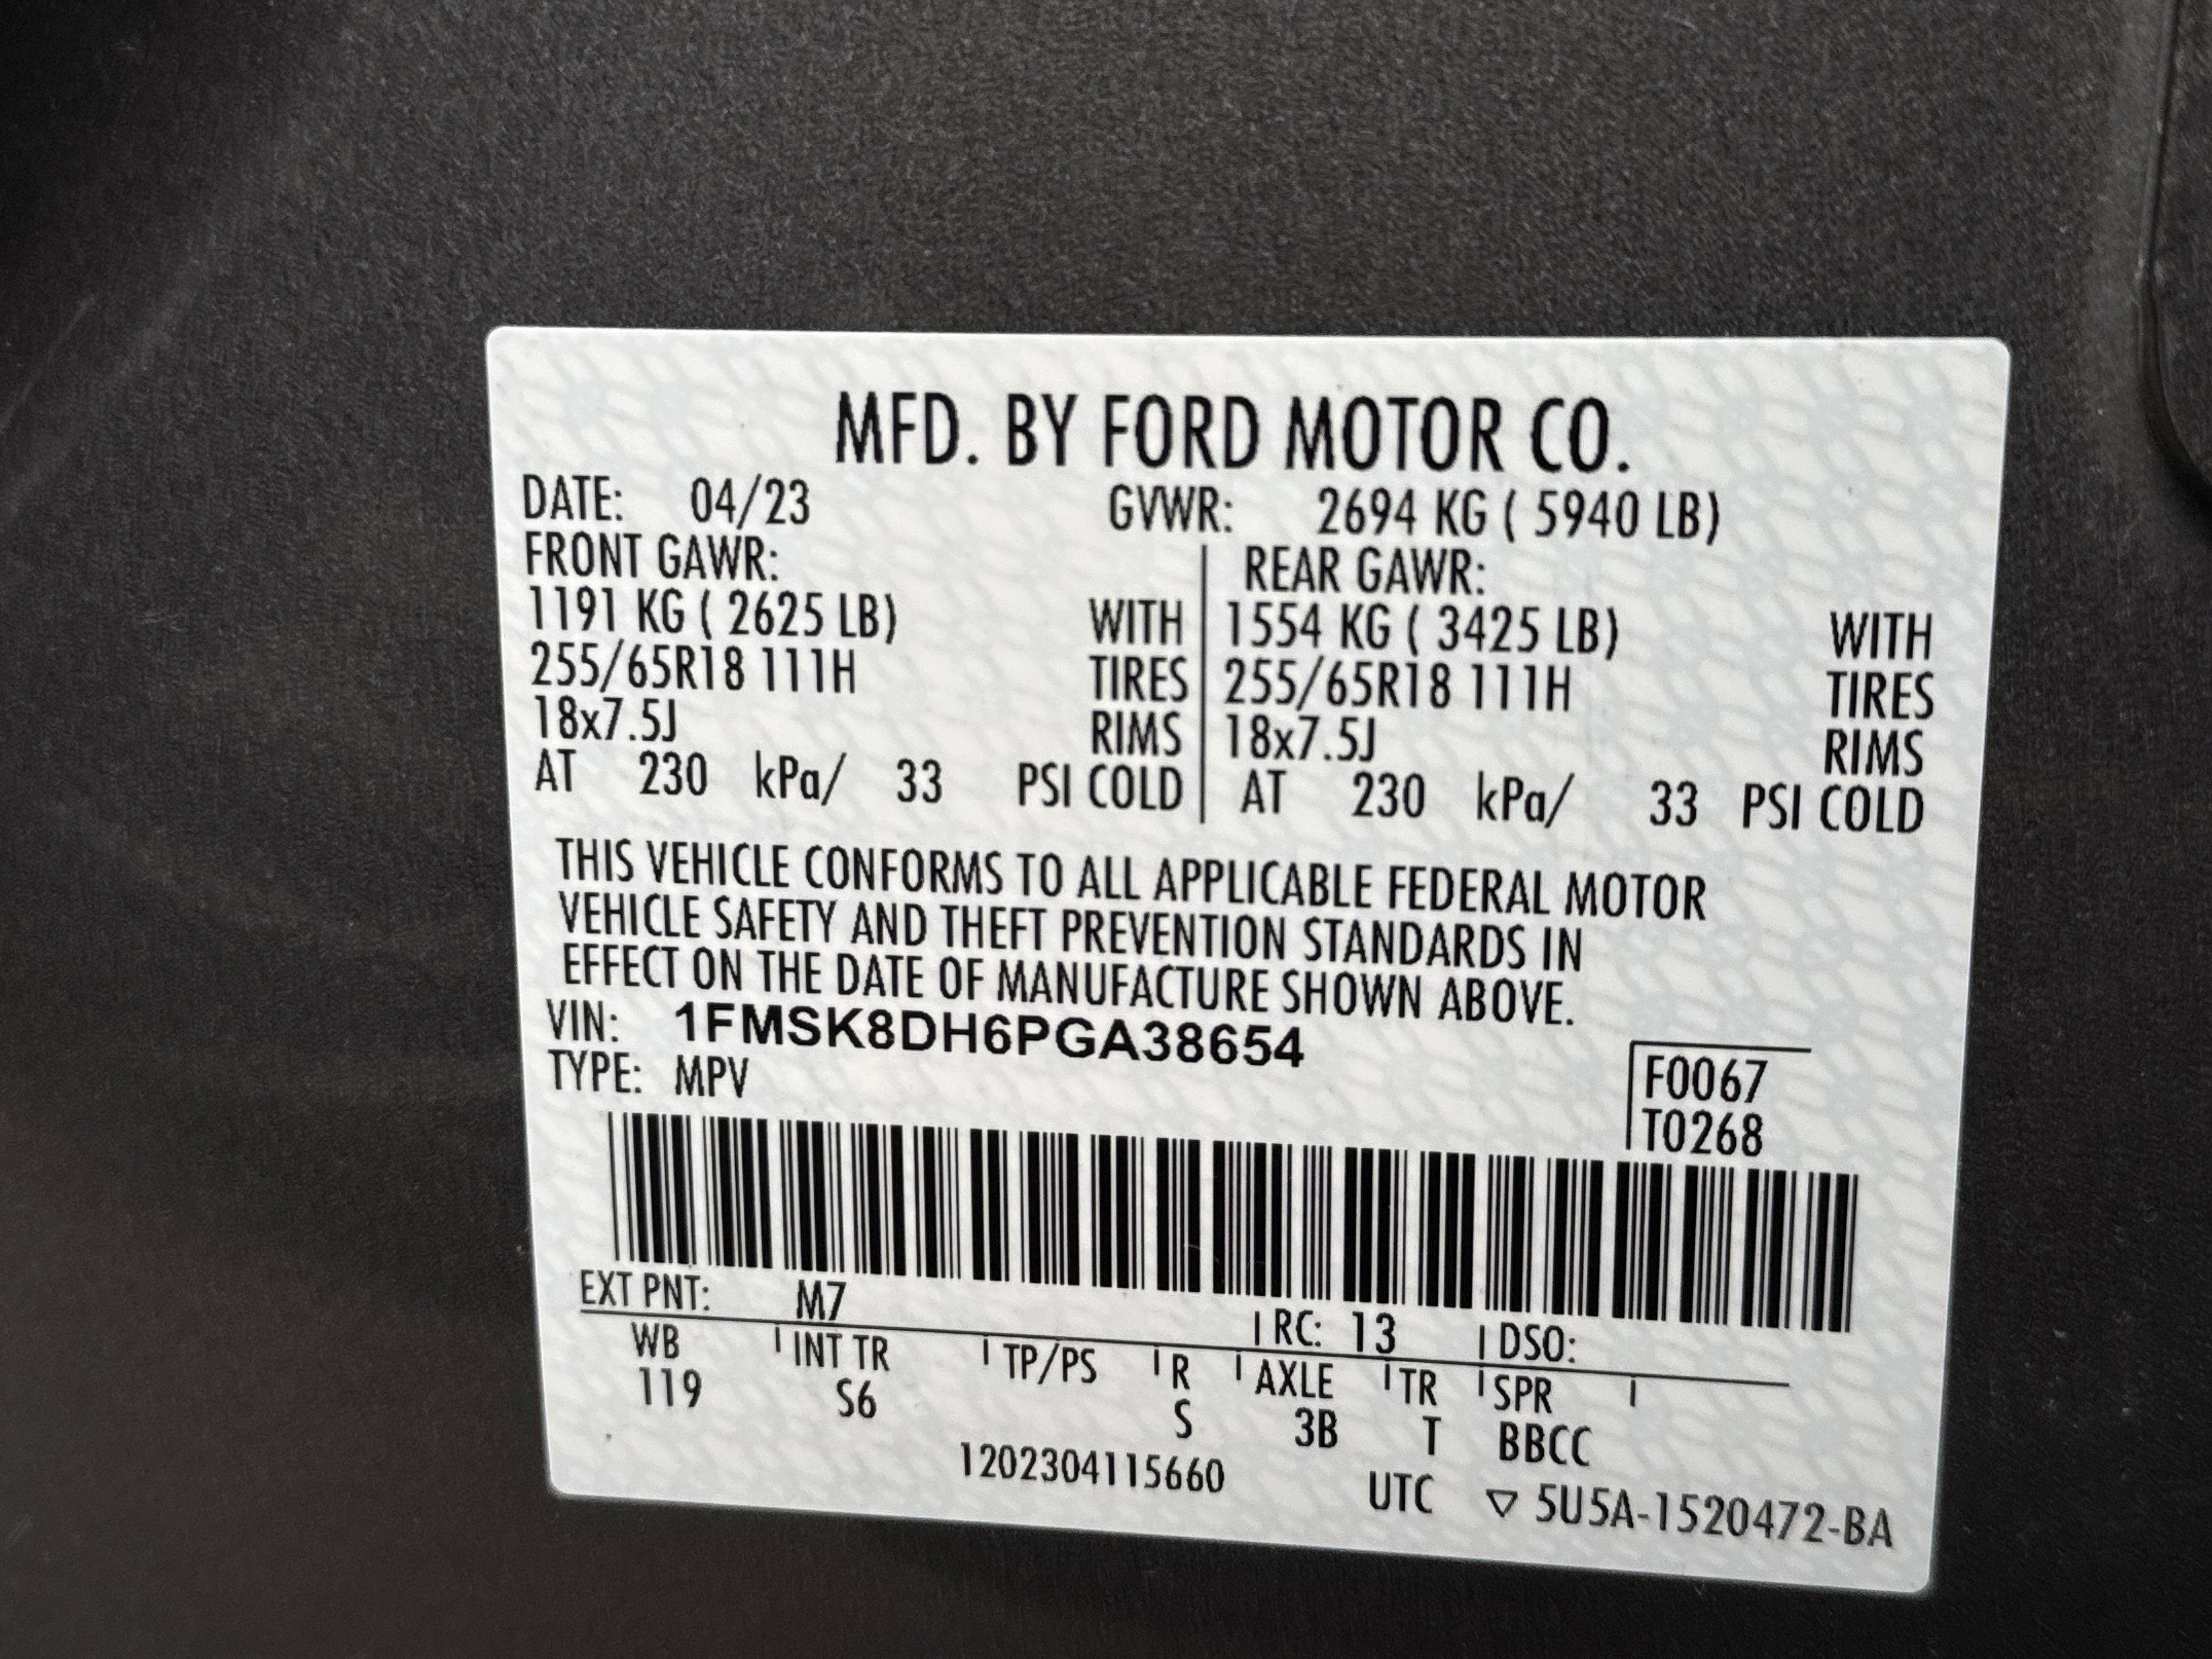 MFD. BY FORD MOTOR CO.
DATE: 04/23 GVWR: 2694 KG ( 5940 LB)
FRONT GAWR: REAR GAWR:
1191 KG ( 2625 LB) WITH 1554 KG ( 3425 LB) WITH
255/65R18 111H TIRES 255/65R18 111H TIRES
18x7.5J RIMS 18x7.5J RIMS
AT 230 kPa/ 33 PSI COLD AT 230 kPa/ 33 PSI COLD
THIS VEHICLE CONFORMS TO ALL APPLICABLE FEDERAL MOTOR
VEHICLE SAFETY AND THEFT PREVENTION STANDARDS IN
EFFECT ON THE DATE OF MANUFACTURE SHOWN ABOVE.
VIN: 1FMSK8DH6PGA38654
TYPE: MPV
F0067
T0268
EXT PNT: M7 RC: 13 DSO:
WB INT TR TP/PS R AXLE TR SPR
119 S6 S 3B T BBCC
1202304115660 UTC ▽ 5U5A-1520472-BA